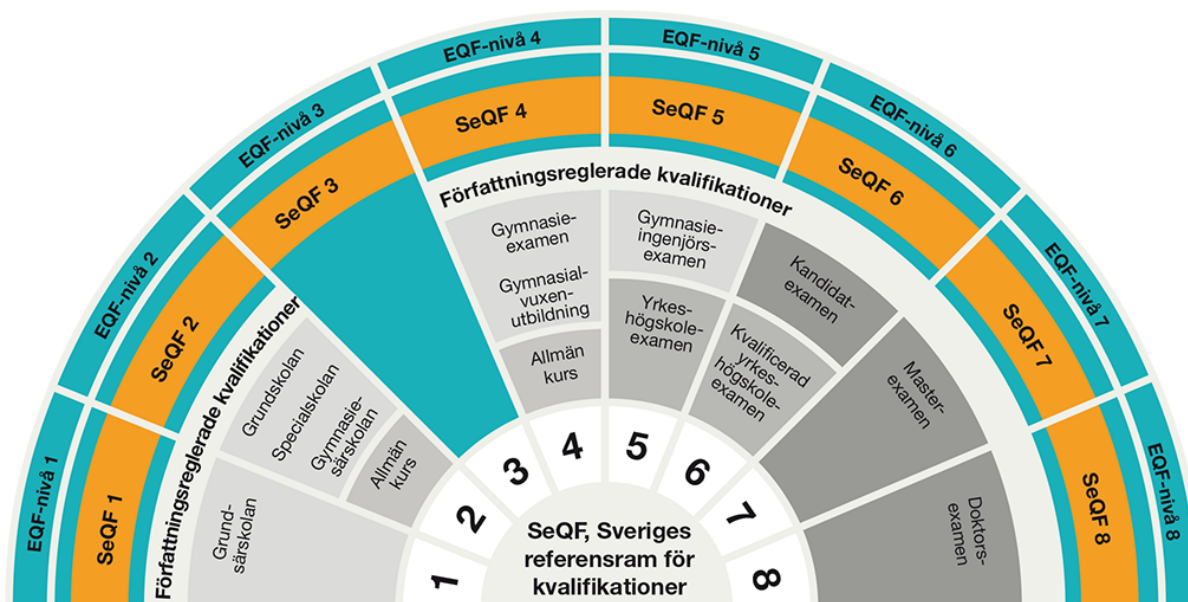 EQF-nivå 1
EQF-nivå 2
EQF-nivå 3
EQF-nivå 4
EQF-nivå 5
EQF-nivå 6
EQF-nivå 7
EQF-nivå 8
SeQF 1
SeQF 2
SeQF 3
SeQF 4
SeQF 5
SeQF 6
SeQF 7
SeQF 8
Författningsreglerade kvalifikationer
Författningsreglerade kvalifikationer
Grund-
särskolan
Grundskolan
Specialskolan
Gymnasie-
särskolan
Allmän
kurs
Gymnasie-
examen
Gymnasial-
vuxen-
utbildning
Allmän
kurs
Gymnasie-
ingenjörs-
examen
Yrkes-
högskole-
examen
Kandidat-
examen
Kvalificerad
yrkes-
högskole-
examen
Master-
examen
Doktors-
examen
1
2
3
4
5
6
7
8
SeQF, Sveriges
referensram för
kvalifikationer